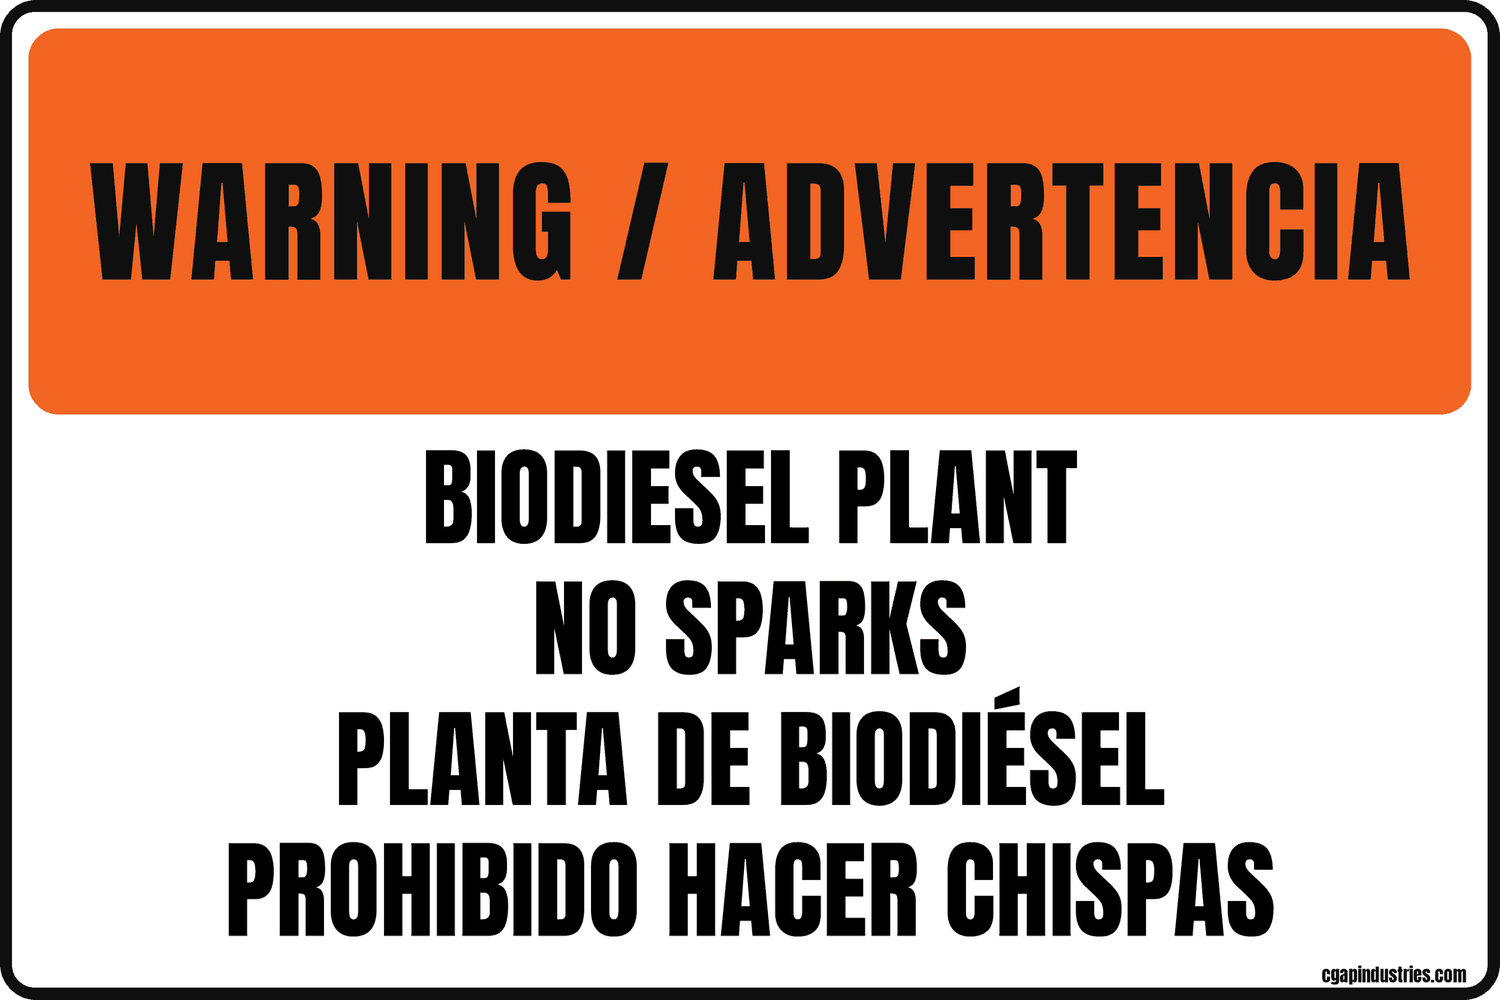 WARNING / ADVERTENCIA
BIODIESEL PLANT
NO SPARKS
PLANTA DE BIODIÉSEL
PROHIBIDO HACER CHISPAS
cgapindustries.com